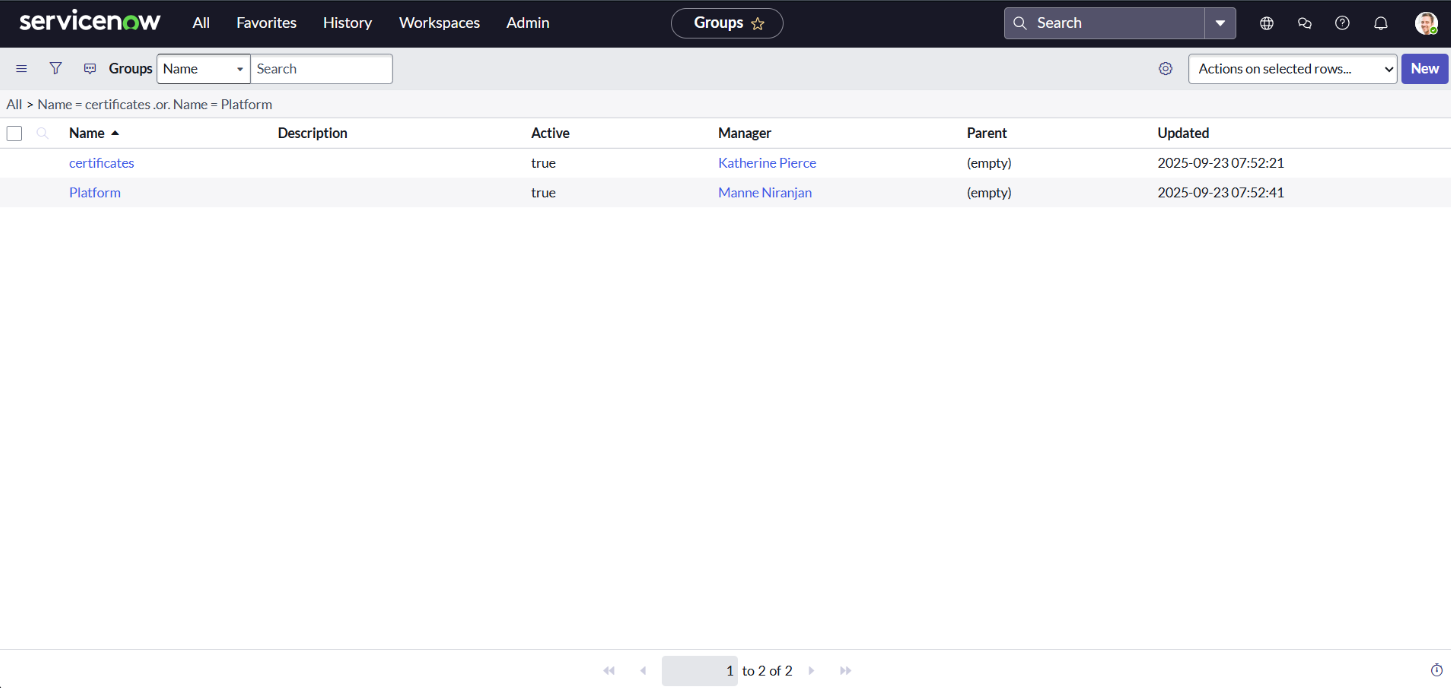 servicenow All Favorites History Workspaces Admin Groups Search
Groups Name Search Actions on selected rows... New
All > Name = certificates .or. Name = Platform
Name Description Active Manager Parent Updated
certificates true Katherine Pierce (empty) 2025-09-23 07:52:21
Platform true Manne Niranjan (empty) 2025-09-23 07:52:41
1 to 2 of 2